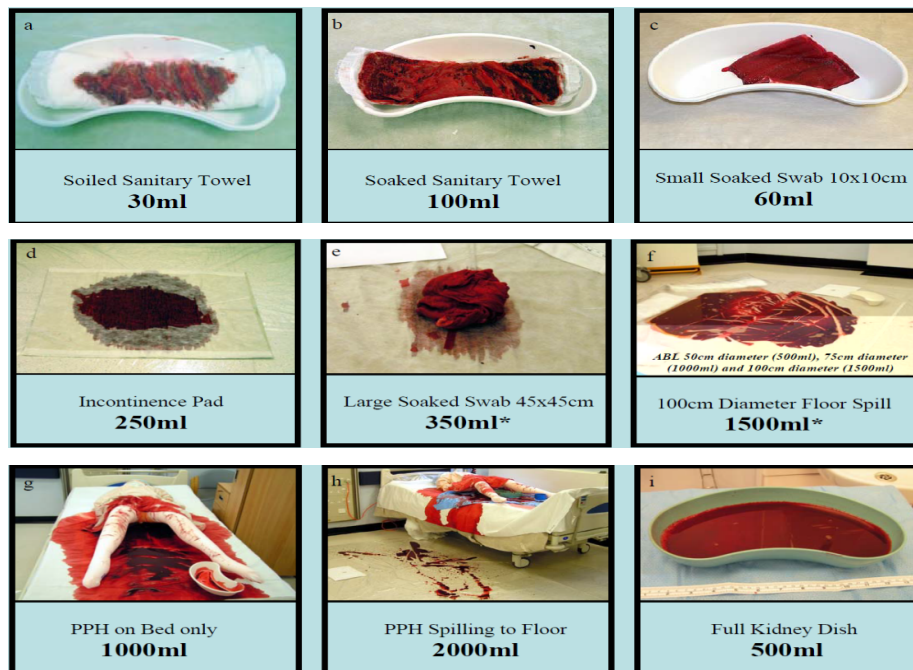 a
Soiled Sanitary Towel
30ml
b
Soaked Sanitary Towel
100ml
c
Small Soaked Swab 10x10cm
60ml
d
Incontinence Pad
250ml
e
Large Soaked Swab 45x45cm
350ml*
f
ABL 50cm diameter (500ml), 75cm diameter
(1000ml) and 100cm diameter (1500ml)
100cm Diameter Floor Spill
1500ml*
g
PPH on Bed only
1000ml
h
PPH Spilling to Floor
2000ml
i
Full Kidney Dish
500ml